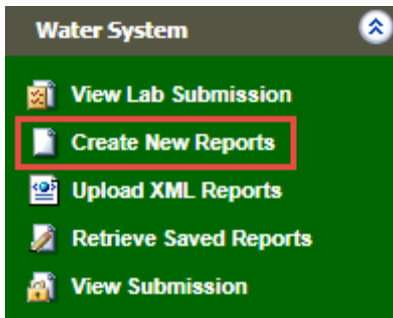 Water System
View Lab Submission
Create New Reports
Upload XML Reports
Retrieve Saved Reports
View Submission